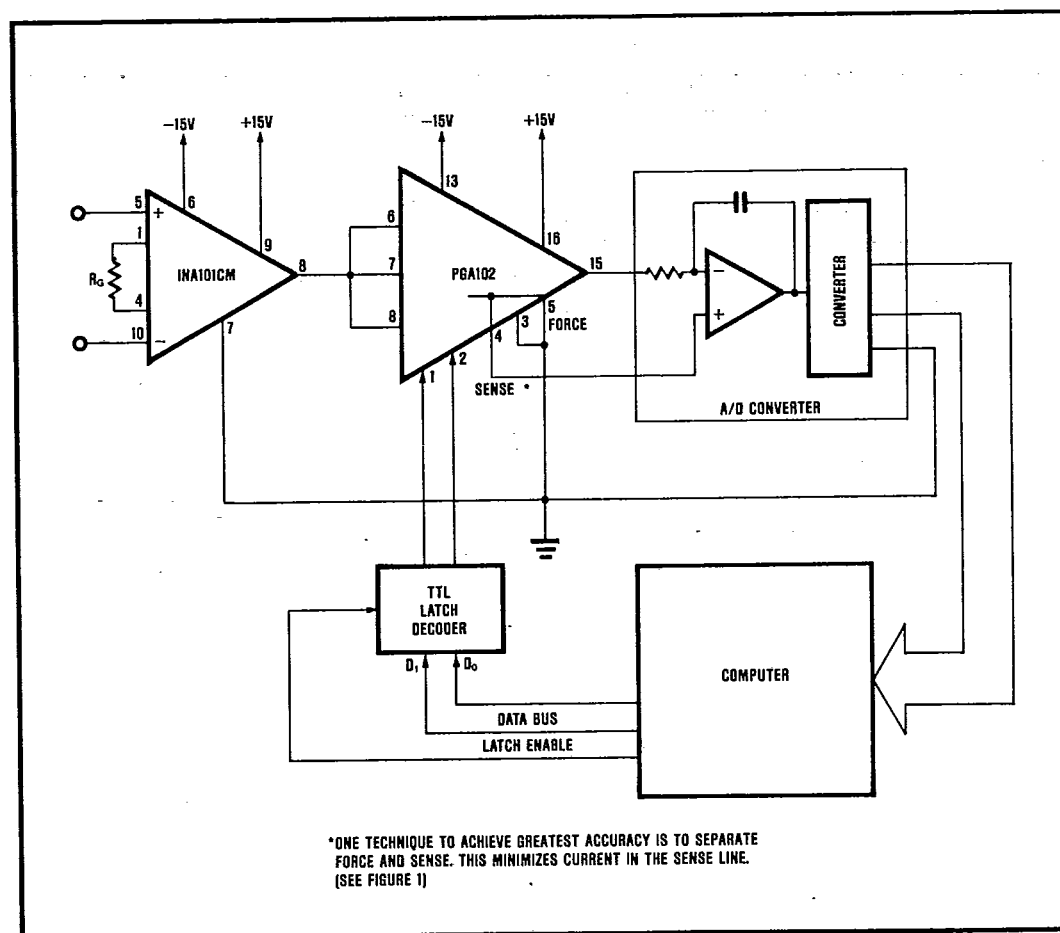 −15V
+15V
−15V
+15V
5
+
6
1
9
RG
INA101CM
8
4
10
−
7
13
6
16
7
PGA102
15
8
5
FORCE
3
4
2
1
SENSE *
−
+
CONVERTER
A/D CONVERTER
TTL
LATCH
DECODER
D₁
D₀
COMPUTER
DATA BUS
LATCH ENABLE
*ONE TECHNIQUE TO ACHIEVE GREATEST ACCURACY IS TO SEPARATE
FORCE AND SENSE. THIS MINIMIZES CURRENT IN THE SENSE LINE.
(SEE FIGURE 1)